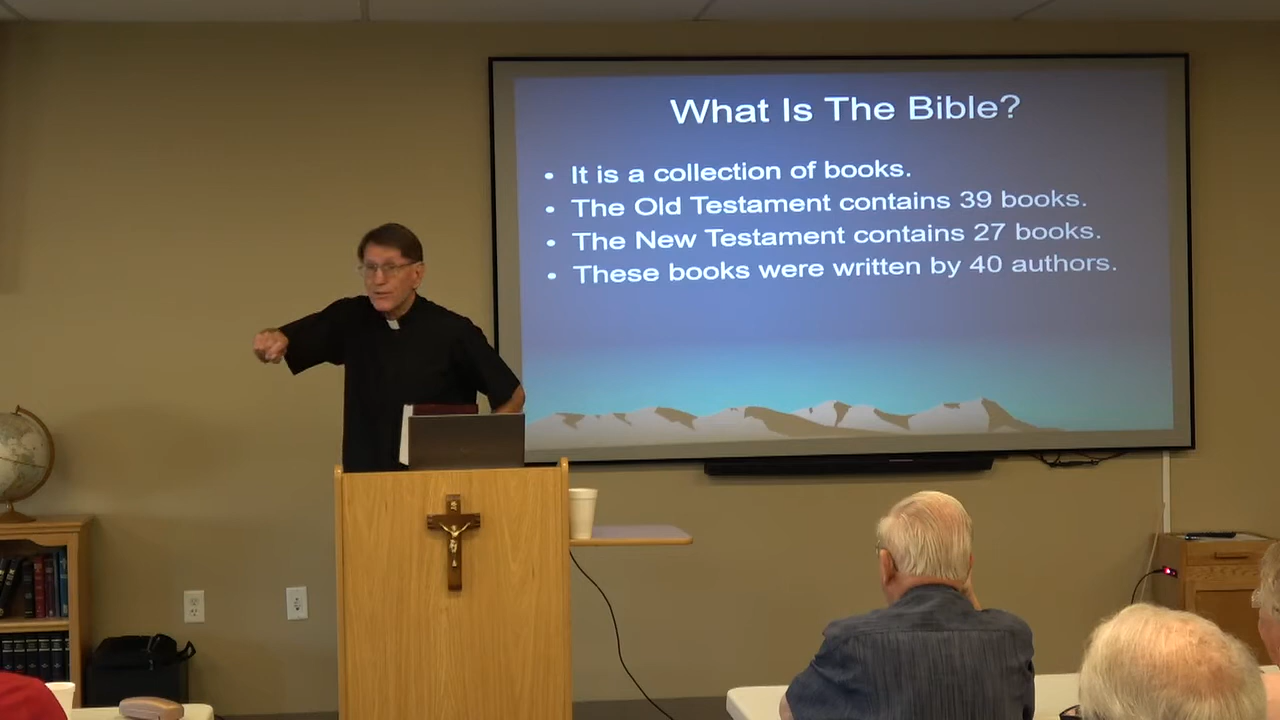 What Is The Bible?
• It is a collection of books.
• The Old Testament contains 39 books.
• The New Testament contains 27 books.
• These books were written by 40 authors.